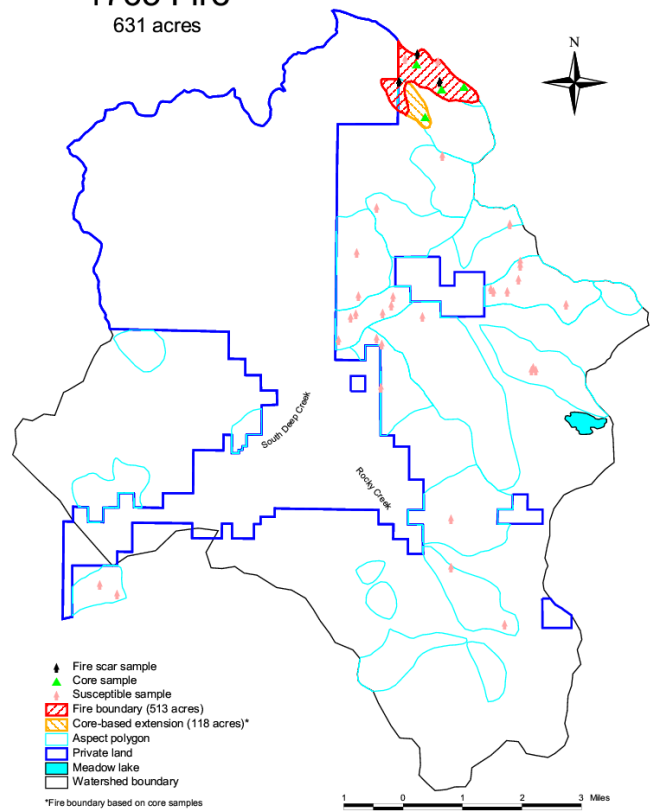 631 acres
N
South Deep Creek
Rocky Creek
Fire scar sample
Core sample
Susceptible sample
Fire boundary (513 acres)
Core-based extension (118 acres)*
Aspect polygon
Private land
Meadow lake
Watershed boundary
*Fire boundary based on core samples
1 0 1 2 3 Miles